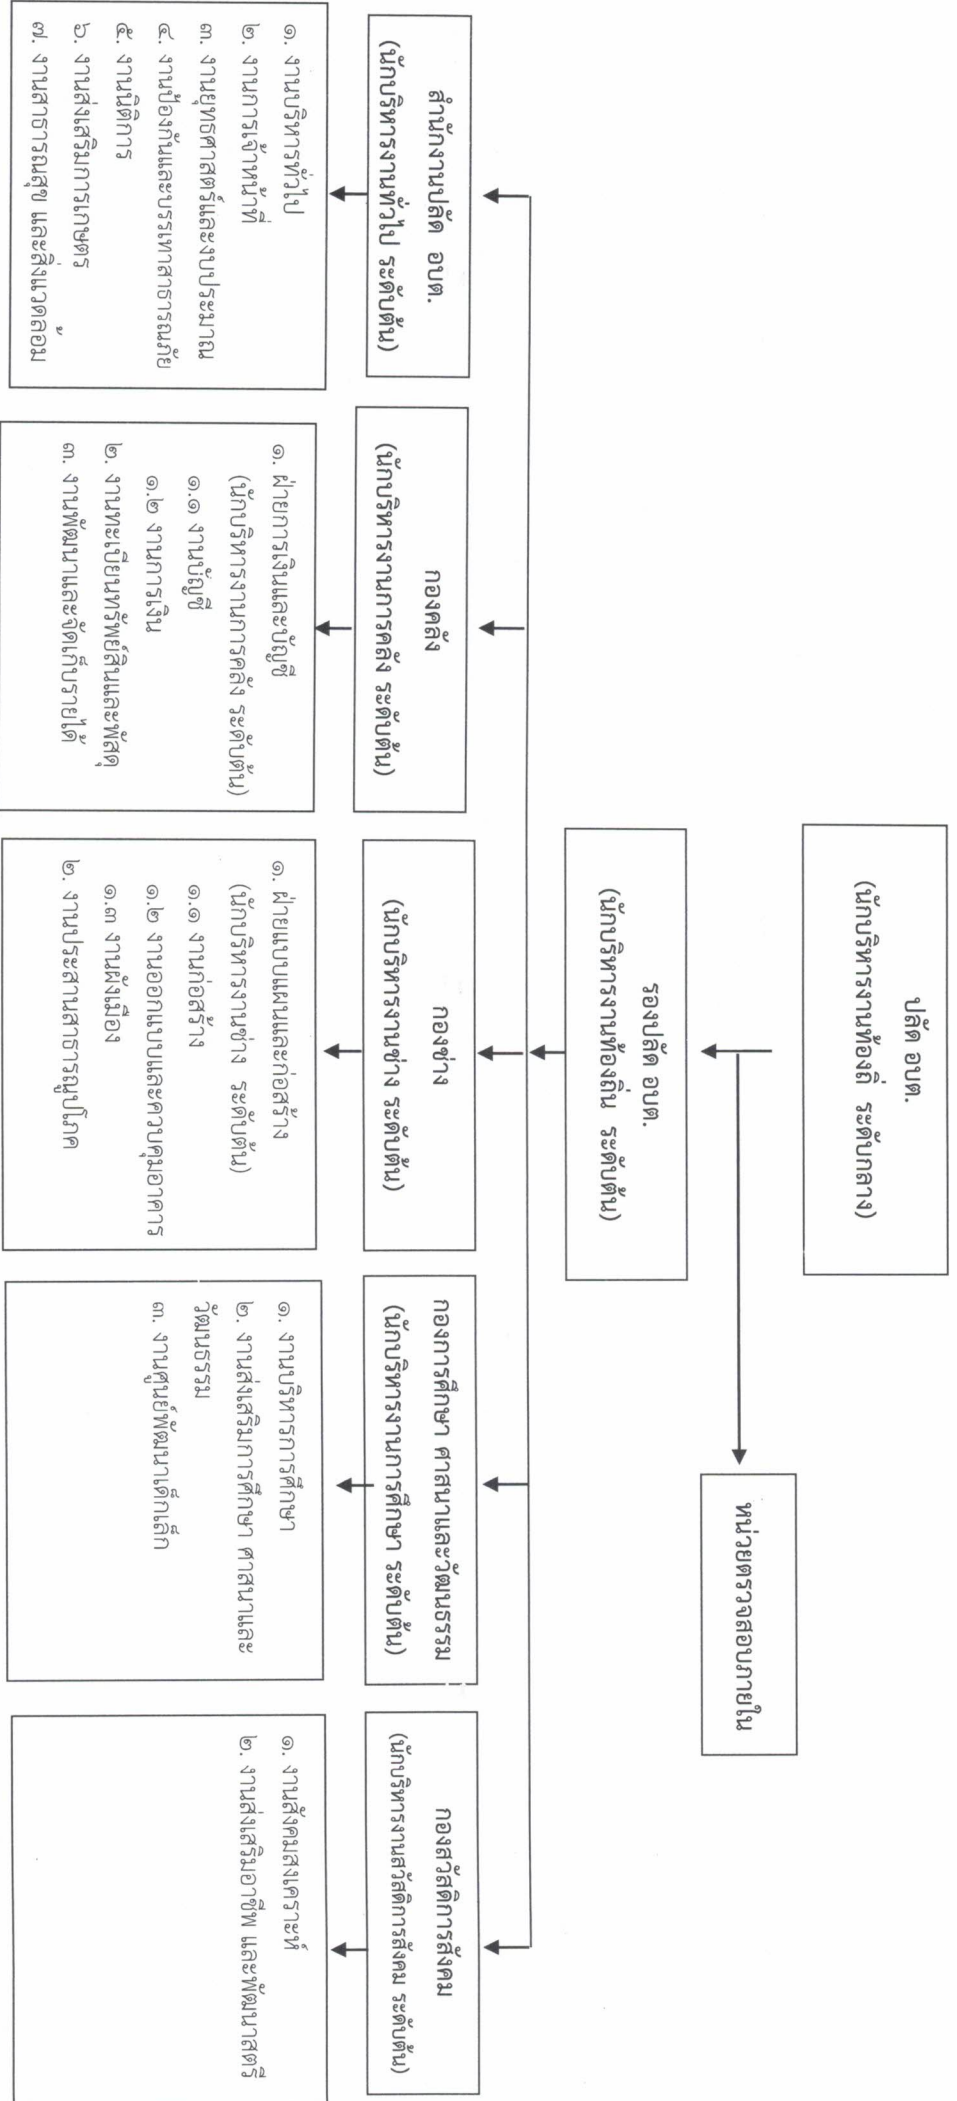 ปลัด อบต.
(นักบริหารงานท้องถิ่ ระดับกลาง)
หน่วยตรวจสอบภายใน
รองปลัด อบต.
(นักบริหารงานท้องถิ่น ระดับต้น)
สำนักงานปลัด อบต.
(นักบริหารงานทั่วไป ระดับต้น)
๑. งานบริหารทั่วไป
๒. งานการเจ้าหน้าที่
๓. งานยุทธศาสตร์และงบประมาณ
๔. งานป้องกันและบรรเทาสาธารณภัย
๕. งานนิติการ
๖. งานส่งเสริมการเกษตร
๗. งานสาธารณสุข และสิ่งแวดล้อม
กองคลัง
(นักบริหารงานการคลัง ระดับต้น)
๑. ฝ่ายการเงินและบัญชี
(นักบริหารงานการคลัง ระดับต้น)
๑.๑ งานบัญชี
๑.๒ งานการเงิน
๒. งานทะเบียนทรัพย์สินและพัสดุ
๓. งานพัฒนาและจัดเก็บรายได้
กองช่าง
(นักบริหารงานช่าง ระดับต้น)
๑. ฝ่ายแบบแผนและก่อสร้าง
(นักบริหารงานช่าง ระดับต้น)
๑.๑ งานก่อสร้าง
๑.๒ งานออกแบบและควบคุมอาคาร
๑.๓ งานผังเมือง
๒. งานประสานสาธารณูปโภค
กองการศึกษา ศาสนาและวัฒนธรรม
(นักบริหารงานการศึกษา ระดับต้น)
๑. งานบริหารการศึกษา
๒. งานส่งเสริมการศึกษา ศาสนาและ
วัฒนธรรม
๓. งานศูนย์พัฒนาเด็กเล็ก
กองสวัสดิการสังคม
(นักบริหารงานสวัสดิการสังคม ระดับต้น)
๑. งานสังคมสงเคราะห์
๒. งานส่งเสริมอาชีพ และพัฒนาสตรี